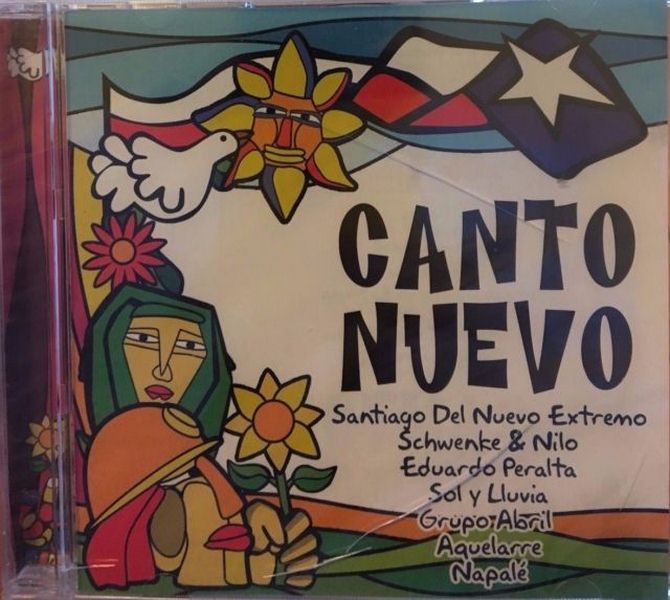 CANTO
NUEVO
Santiago Del Nuevo Extremo
Schwenke & Nilo
Eduardo Peralta
Sol y Lluvia
Grupo Abril
Aquelarre
Napalé